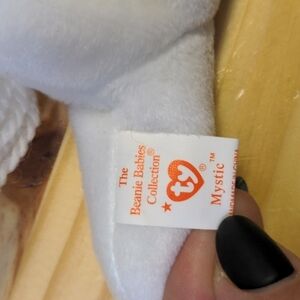 The
Beanie Babies
Collection®
ty®
Mystic™